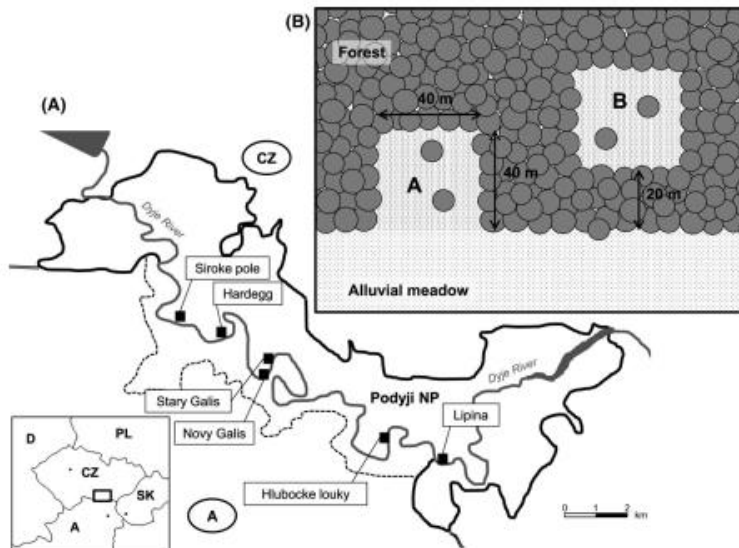 (B)
Forest
40 m
B
(A)
A
40 m
20 m
CZ
Dyje River
Alluvial meadow
Siroke pole
Hardegg
Dyje River
Stary Galis
Podyji NP
Novy Galis
Lipina
D
PL
CZ
SK
A
Hlubocke louky
A
0 1 2
km